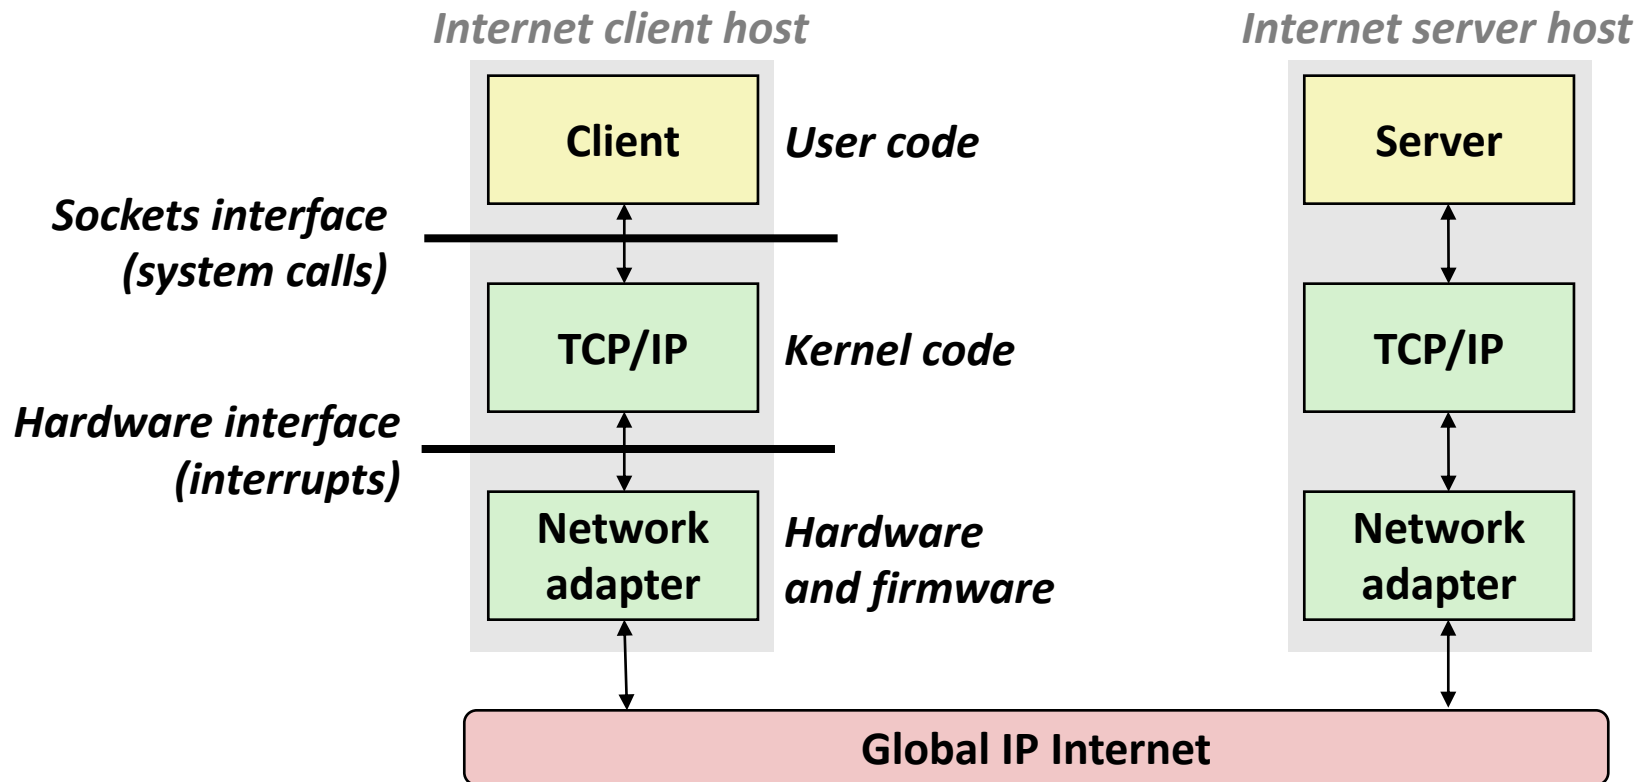 Internet client host
Internet server host
Client
User code
Server
Sockets interface
(system calls)
TCP/IP
Kernel code
TCP/IP
Hardware interface
(interrupts)
Network
adapter
Hardware
and firmware
Network
adapter
Global IP Internet